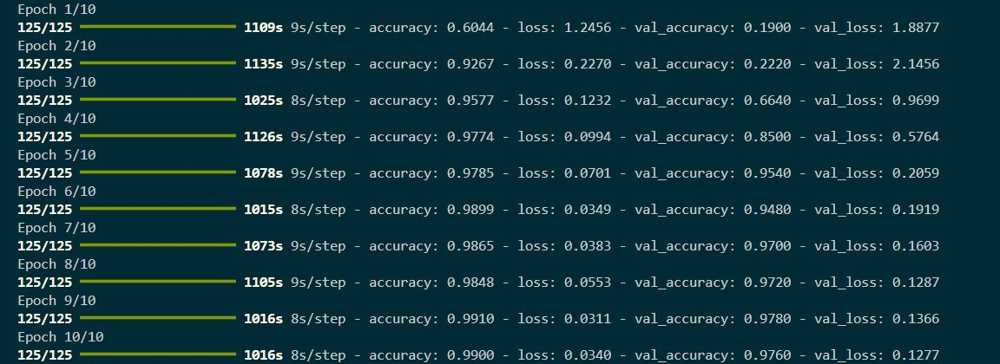 Epoch 1/10
125/125 1109s 9s/step - accuracy: 0.6044 - loss: 1.2456 - val_accuracy: 0.1900 - val_loss: 1.8877
Epoch 2/10
125/125 1135s 9s/step - accuracy: 0.9267 - loss: 0.2270 - val_accuracy: 0.2220 - val_loss: 2.1456
Epoch 3/10
125/125 1025s 8s/step - accuracy: 0.9577 - loss: 0.1232 - val_accuracy: 0.6640 - val_loss: 0.9699
Epoch 4/10
125/125 1126s 9s/step - accuracy: 0.9774 - loss: 0.0994 - val_accuracy: 0.8500 - val_loss: 0.5764
Epoch 5/10
125/125 1078s 9s/step - accuracy: 0.9785 - loss: 0.0701 - val_accuracy: 0.9540 - val_loss: 0.2059
Epoch 6/10
125/125 1015s 8s/step - accuracy: 0.9899 - loss: 0.0349 - val_accuracy: 0.9480 - val_loss: 0.1919
Epoch 7/10
125/125 1073s 9s/step - accuracy: 0.9865 - loss: 0.0383 - val_accuracy: 0.9700 - val_loss: 0.1603
Epoch 8/10
125/125 1105s 9s/step - accuracy: 0.9848 - loss: 0.0553 - val_accuracy: 0.9720 - val_loss: 0.1287
Epoch 9/10
125/125 1016s 8s/step - accuracy: 0.9910 - loss: 0.0311 - val_accuracy: 0.9780 - val_loss: 0.1366
Epoch 10/10
125/125 1016s 8s/step - accuracy: 0.9900 - loss: 0.0340 - val_accuracy: 0.9760 - val_loss: 0.1277